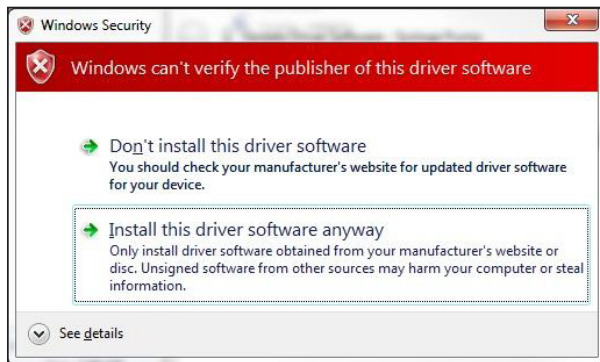 Windows Security
Windows can't verify the publisher of this driver software
Don't install this driver software
You should check your manufacturer's website for updated driver software
for your device.
Install this driver software anyway
Only install driver software obtained from your manufacturer's website or
disc. Unsigned software from other sources may harm your computer or steal
information.
See details